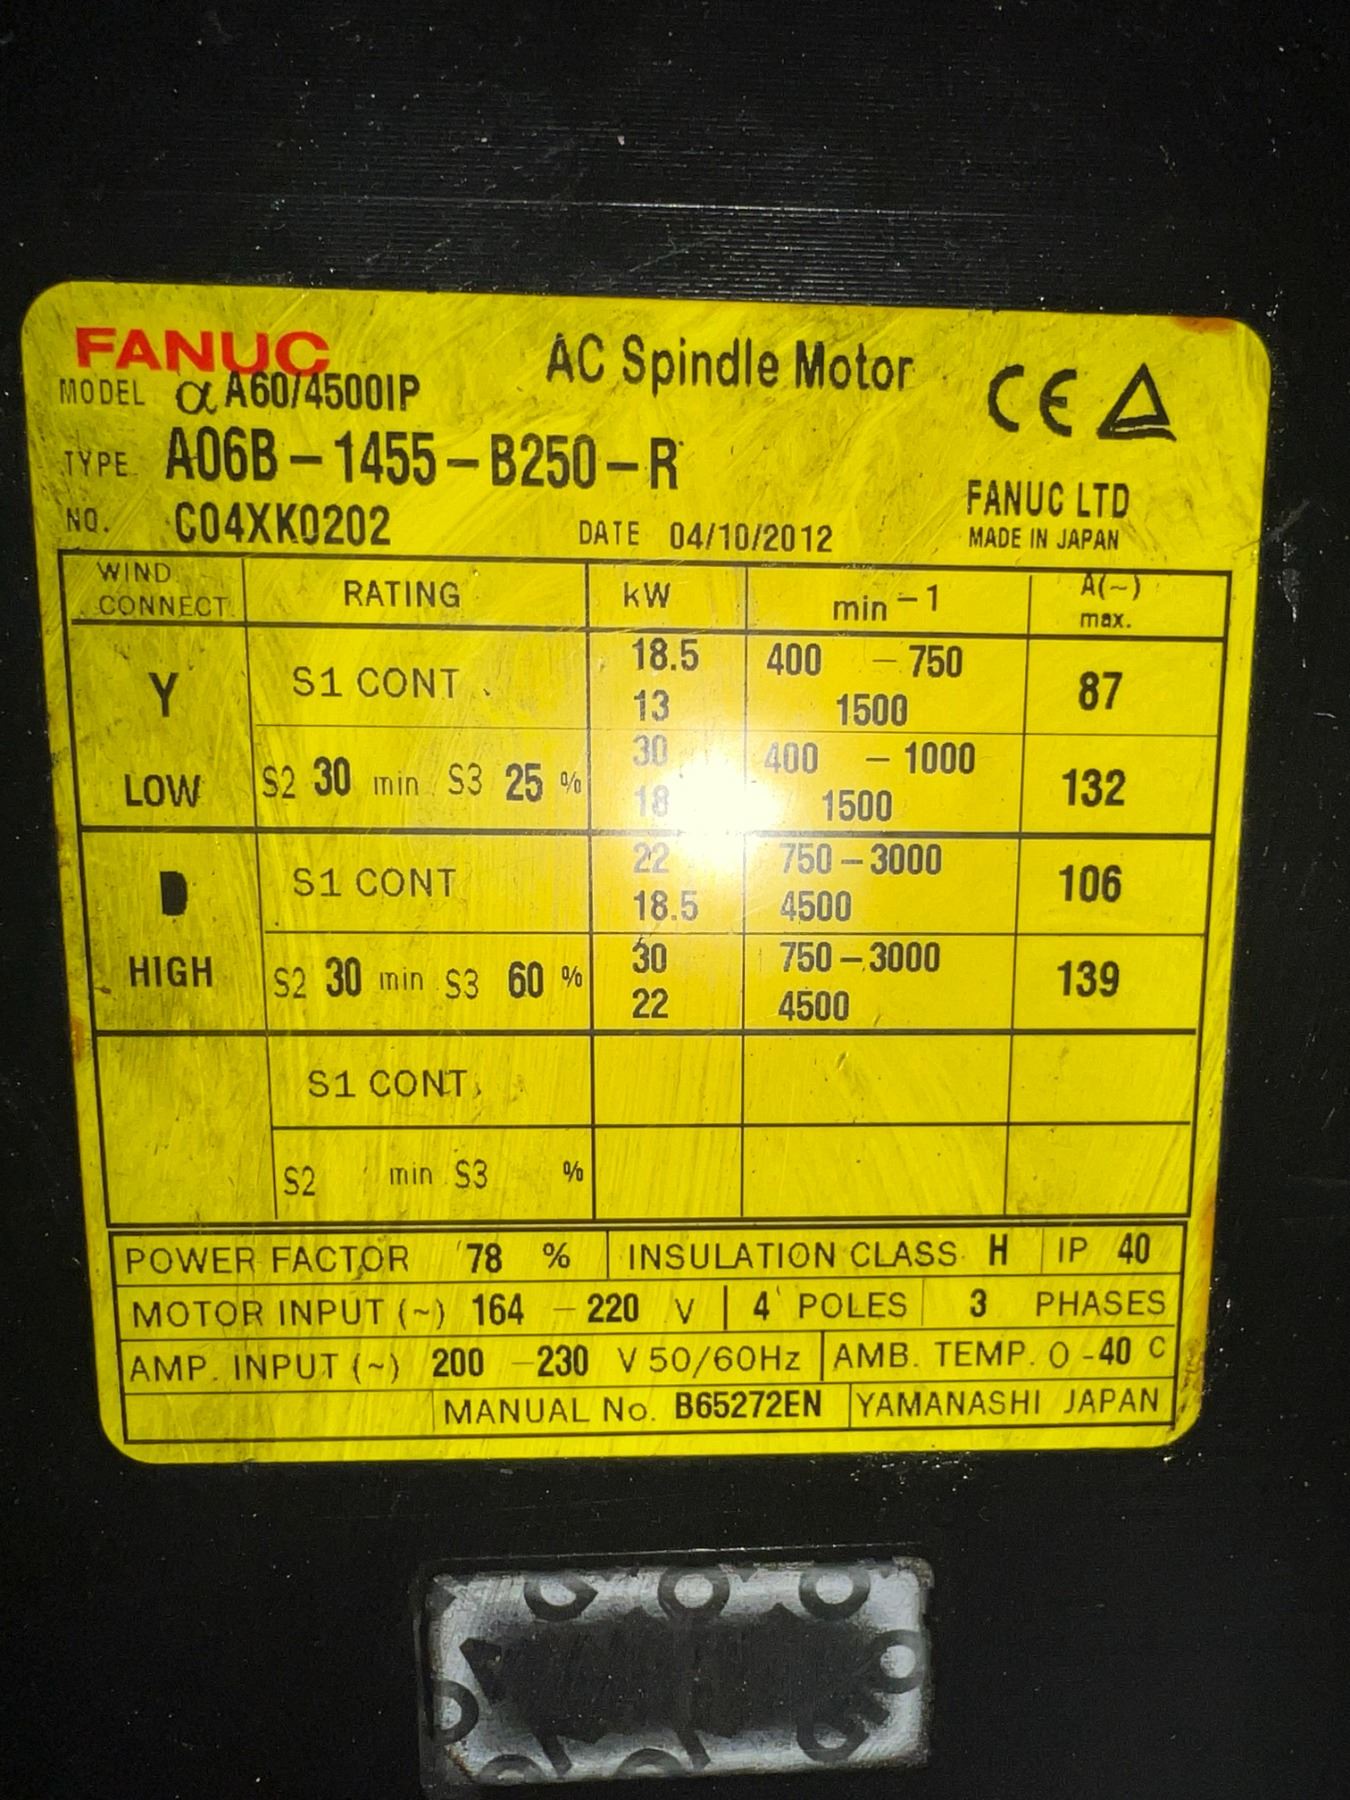 FANUC
AC Spindle Motor
MODEL α A60/4500IP
CE
TYPE A06B-1455-B250-R
FANUC LTD
NO. C04XK0202
DATE 04/10/2012
MADE IN JAPAN
WIND CONNECT. RATING kW min-1 A(~) max.
Y LOW
S1 CONT 18.5 400 - 750 87
13 1500
S2 30 min S3 25 % 30 400 - 1000 132
18 1500
D HIGH
S1 CONT 22 750-3000 106
18.5 4500
S2 30 min S3 60 % 30 750-3000 139
22 4500
S1 CONT
S2 min S3 %
POWER FACTOR 78 % INSULATION CLASS H IP 40
MOTOR INPUT (~) 164 - 220 V 4 POLES 3 PHASES
AMP. INPUT (~) 200 - 230 V 50/60Hz AMB. TEMP. 0 -40 C
MANUAL No. B65272EN YAMANASHI JAPAN